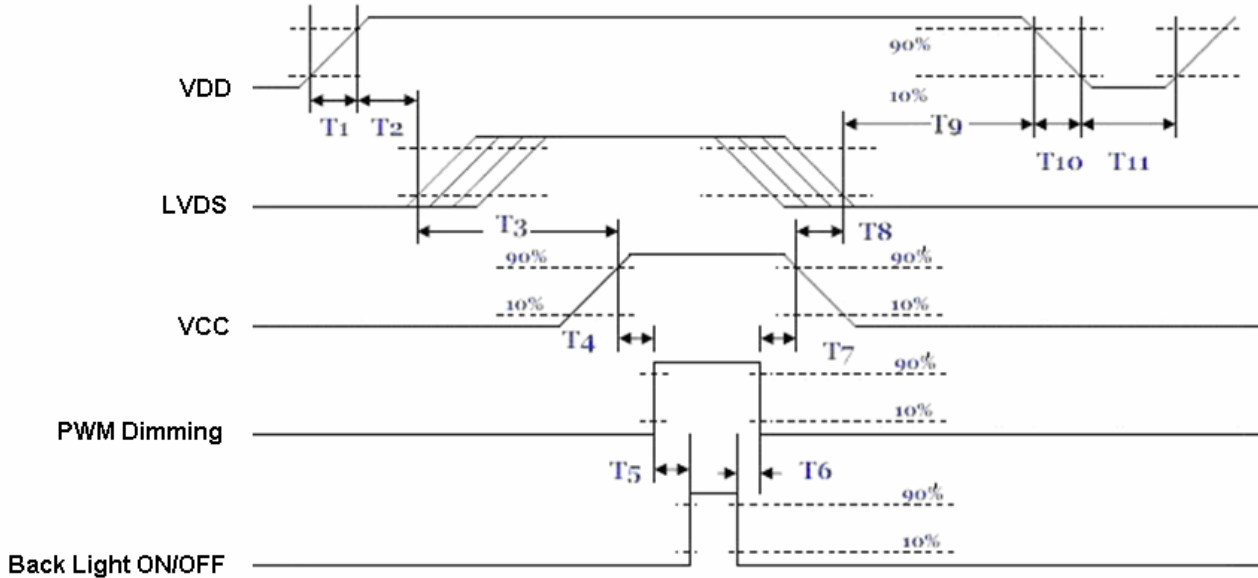 90%
VDD
10%
T1 T2 T9
T10 T11
LVDS
T3 T8
90% 90%
10% 10%
VCC
T4 T7
90%
10%
PWM Dimming
T5 T6
90%
10%
Back Light ON/OFF